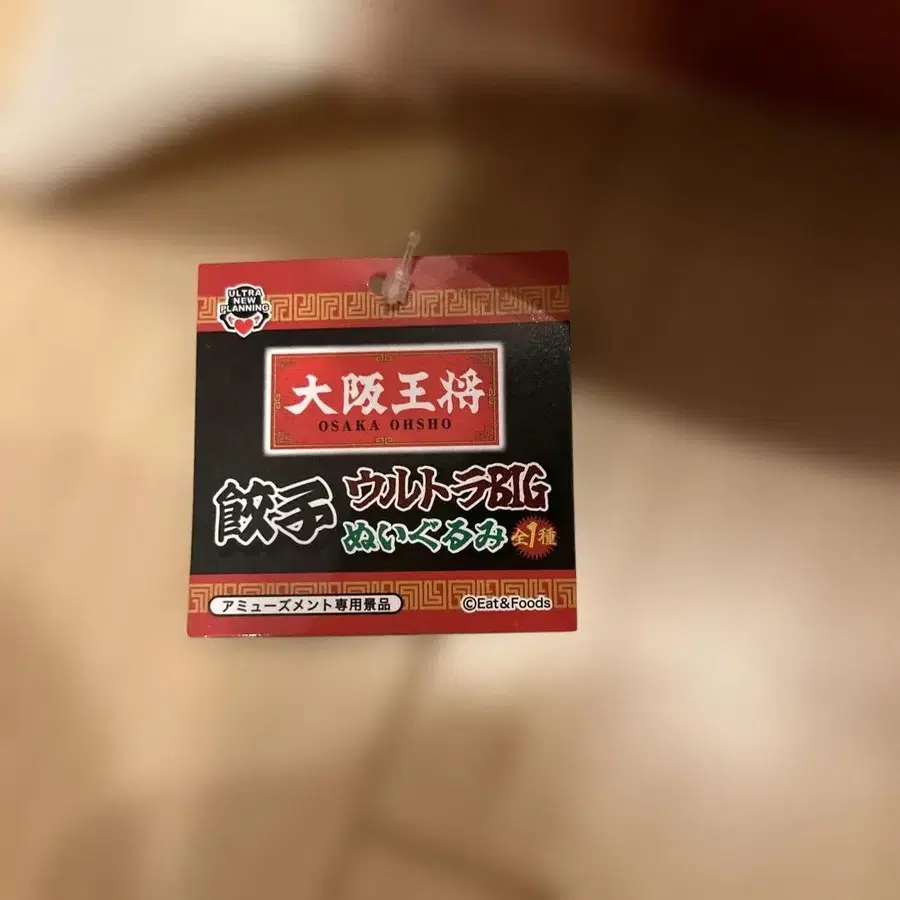 ULTRA
NEW
PLANNING
大阪王将
OSAKA OHSHO
餃子 ウルトラBIG
ぬいぐるみ 全1種
アミューズメント専用景品
©Eat&Foods